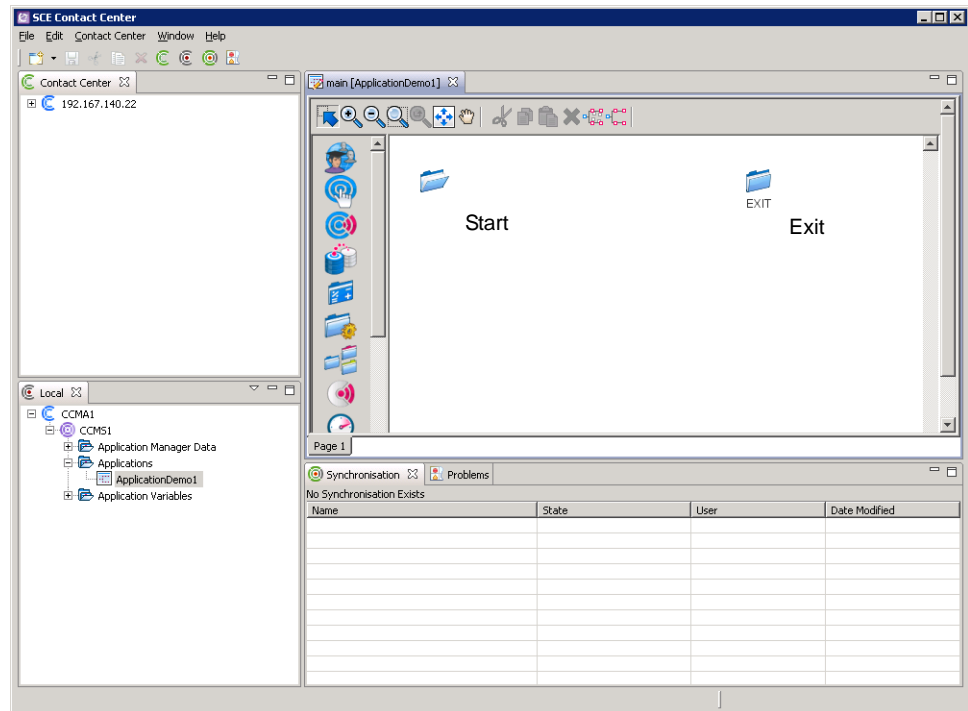 SCE Contact Center
File Edit Contact Center Window Help
Contact Center
192.167.140.22
main [ApplicationDemo1]
EXIT
Start
Exit
Page 1
Local
CCMA1
CCMS1
Application Manager Data
Applications
ApplicationDemo1
Application Variables
Synchronisation Problems
No Synchronisation Exists
Name State User Date Modified